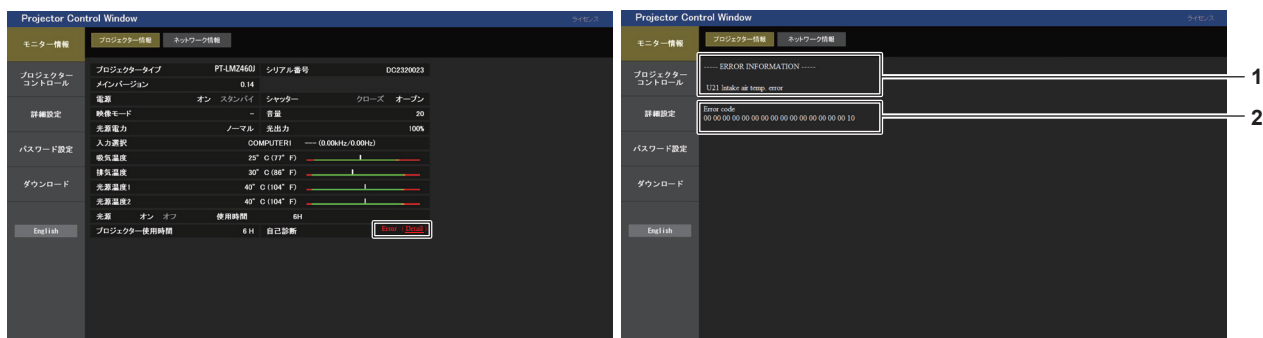 Projector Control Window
ライセンス
モニター情報
プロジェクター情報
ネットワーク情報
プロジェクター
コントロール
詳細設定
パスワード設定
ダウンロード
English
プロジェクタータイプ PT-LMZ460J シリアル番号 DC2320023
メインバージョン 0.14
電源 オン スタンバイ シャッター クローズ オープン
映像モード - 音量 20
光源電力 ノーマル 光出力 100%
入力選択 COMPUTER1 ---- (0.00kHz/0.00Hz)
吸気温度 25° C (77° F)
排気温度 30° C (86° F)
光源温度1 40° C (104° F)
光源温度2 40° C (104° F)
光源 オン オフ 使用時間 6H
プロジェクター使用時間 6 H 自己診断 Error (Detail)
Projector Control Window
ライセンス
モニター情報
プロジェクター情報
ネットワーク情報
プロジェクター
コントロール
詳細設定
パスワード設定
ダウンロード
English
----- ERROR INFORMATION -----
U21 Intake air temp. error
Error code
00 00 00 00 00 00 00 00 00 00 00 00 00 00 00 10
1
2